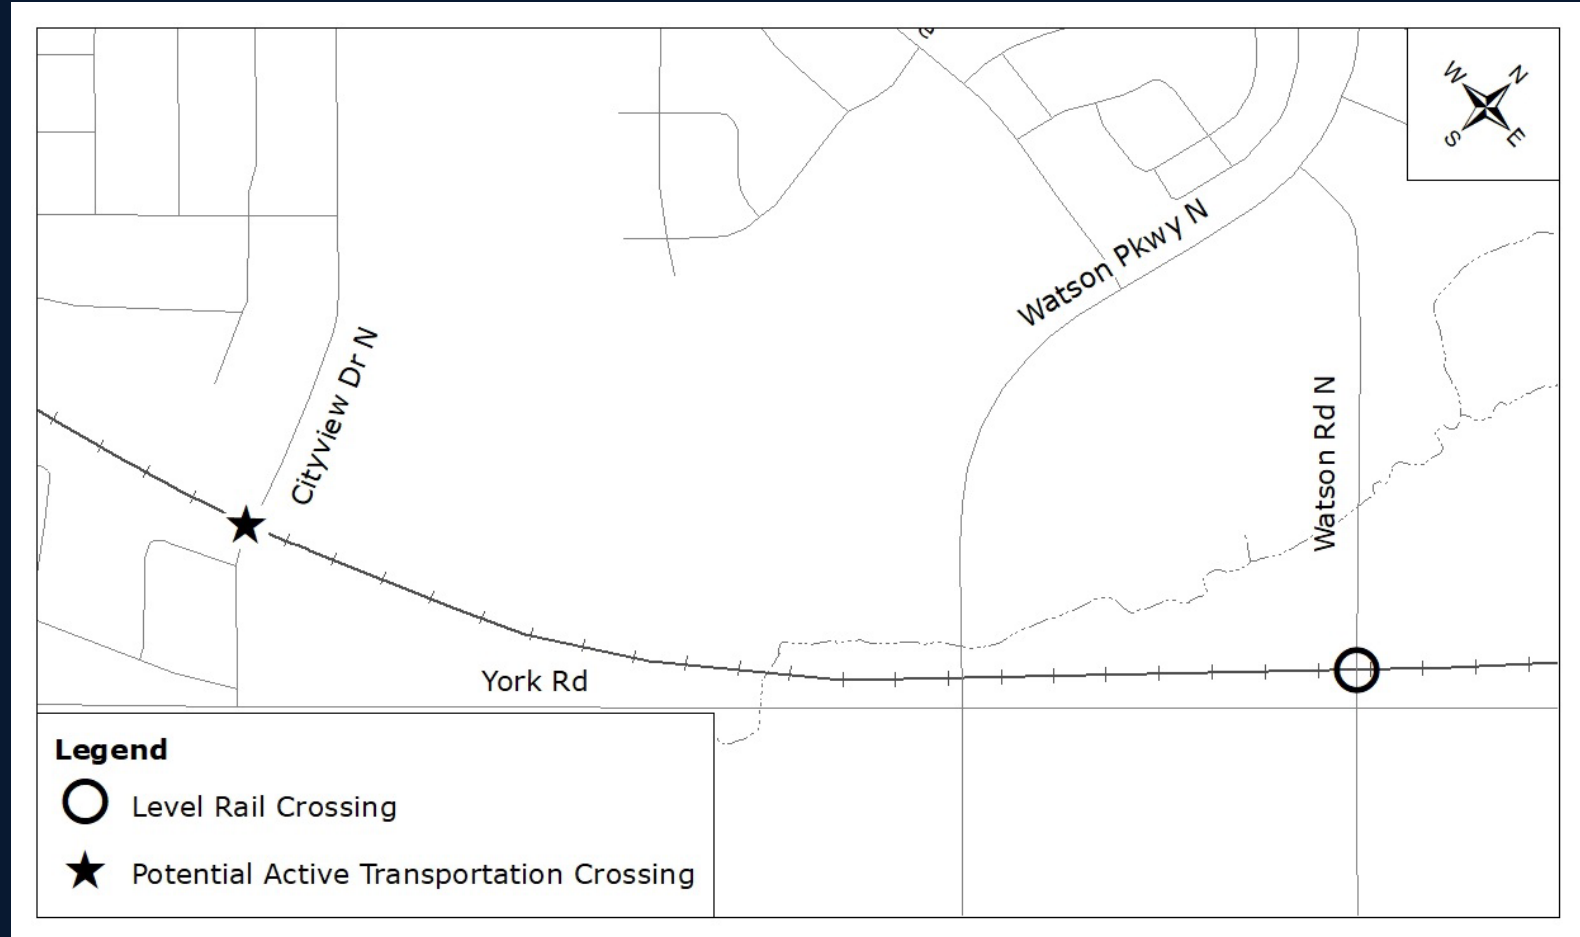 W
N
S
E
Watson Pkwy N
Cityview Dr N
Watson Rd N
York Rd
Legend
Level Rail Crossing
Potential Active Transportation Crossing